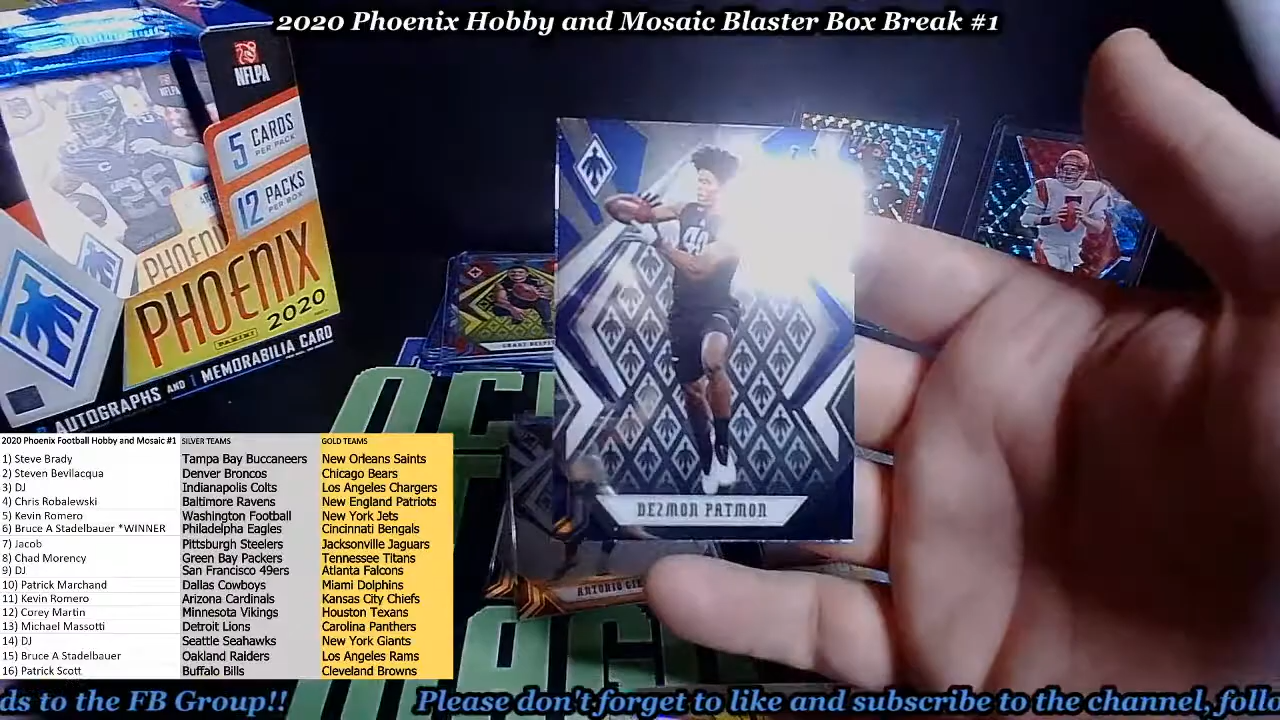 2020 Phoenix Hobby and Mosaic Blaster Box Break #1
NFLPA
5 CARDS
PER PACK
12 PACKS
PER BOX
PHOENIX
PANINI
2020
AUTOGRAPHS AND 1 MEMORABILIA CARD
26
40
DEZMON PATMON
ANTONIO
2020 Phoenix Football Hobby and Mosaic #1 SILVER TEAMS GOLD TEAMS
1) Steve Brady Tampa Bay Buccaneers New Orleans Saints
2) Steven Bevilacqua Denver Broncos Chicago Bears
3) DJ Indianapolis Colts Los Angeles Chargers
4) Chris Robalewski Baltimore Ravens New England Patriots
5) Kevin Romero Washington Football New York Jets
6) Bruce A Stadelbauer *WINNER Philadelpha Eagles Cincinnati Bengals
7) Jacob Pittsburgh Steelers Jacksonville Jaguars
8) Chad Morency Green Bay Packers Tennessee Titans
9) DJ San Francisco 49ers Atlanta Falcons
10) Patrick Marchand Dallas Cowboys Miami Dolphins
11) Kevin Romero Arizona Cardinals Kansas City Chiefs
12) Corey Martin Minnesota Vikings Houston Texans
13) Michael Massotti Detroit Lions Carolina Panthers
14) DJ Seattle Seahawks New York Giants
15) Bruce A Stadelbauer Oakland Raiders Los Angeles Rams
16) Patrick Scott Buffalo Bills Cleveland Browns
ds to the FB Group!! Please don't forget to like and subscribe to the channel, follo